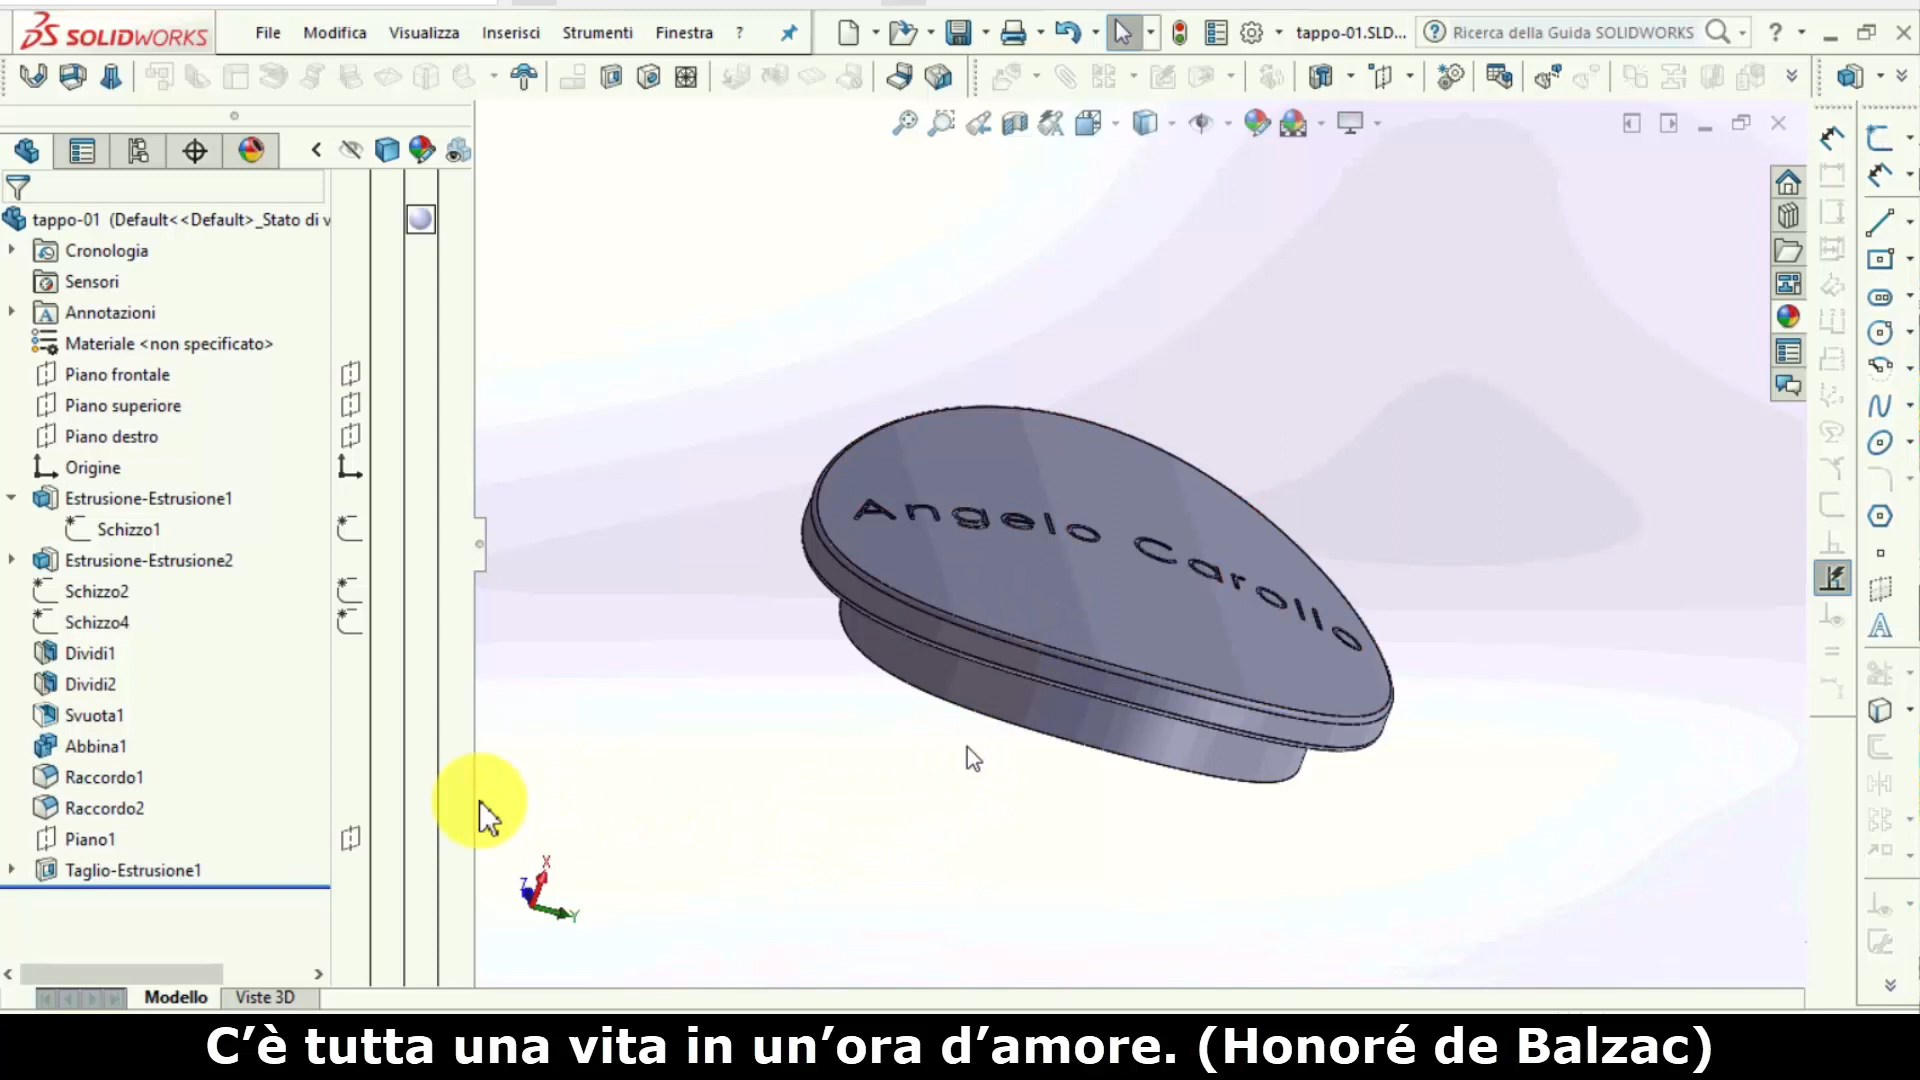 SOLIDWORKS File Modifica Visualizza Inserisci Strumenti Finestra ? tappo-01.SLD... Ricerca della Guida SOLIDWORKS ?
tappo-01 (Default<<Default>_Stato di v
Cronologia
Sensori
Annotazioni
Materiale <non specificato>
Piano frontale
Piano superiore
Piano destro
Origine
Estrusione-Estrusione1
Schizzo1
Estrusione-Estrusione2
Schizzo2
Schizzo4
Dividi1
Dividi2
Svuota1
Abbina1
Raccordo1
Raccordo2
Piano1
Taglio-Estrusione1
Angelo Carollo
X
Z
Y
Modello Viste 3D
C’è tutta una vita in un’ora d’amore. (Honoré de Balzac)